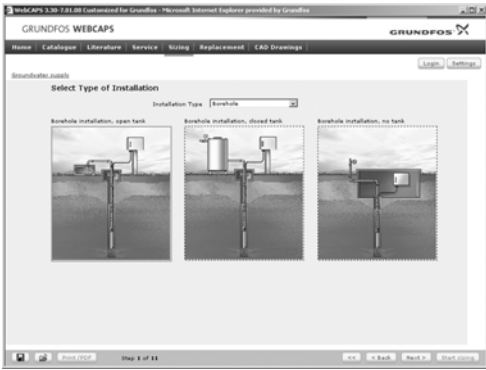 WebCAPS 3.30-7.01.08 Customized for Grundfos - Microsoft Internet Explorer provided by Grundfos
GRUNDFOS WEBCAPS
GRUNDFOS
Home Catalogue Literature Service Sizing Replacement CAD Drawings
Login Settings
Groundwater supply
Select Type of Installation
Installation Type Borehole
Borehole installation, open tank Borehole installation, closed tank Borehole installation, no tank
Print/PDF Step 1 of 11 << < Back Next > Start sizing